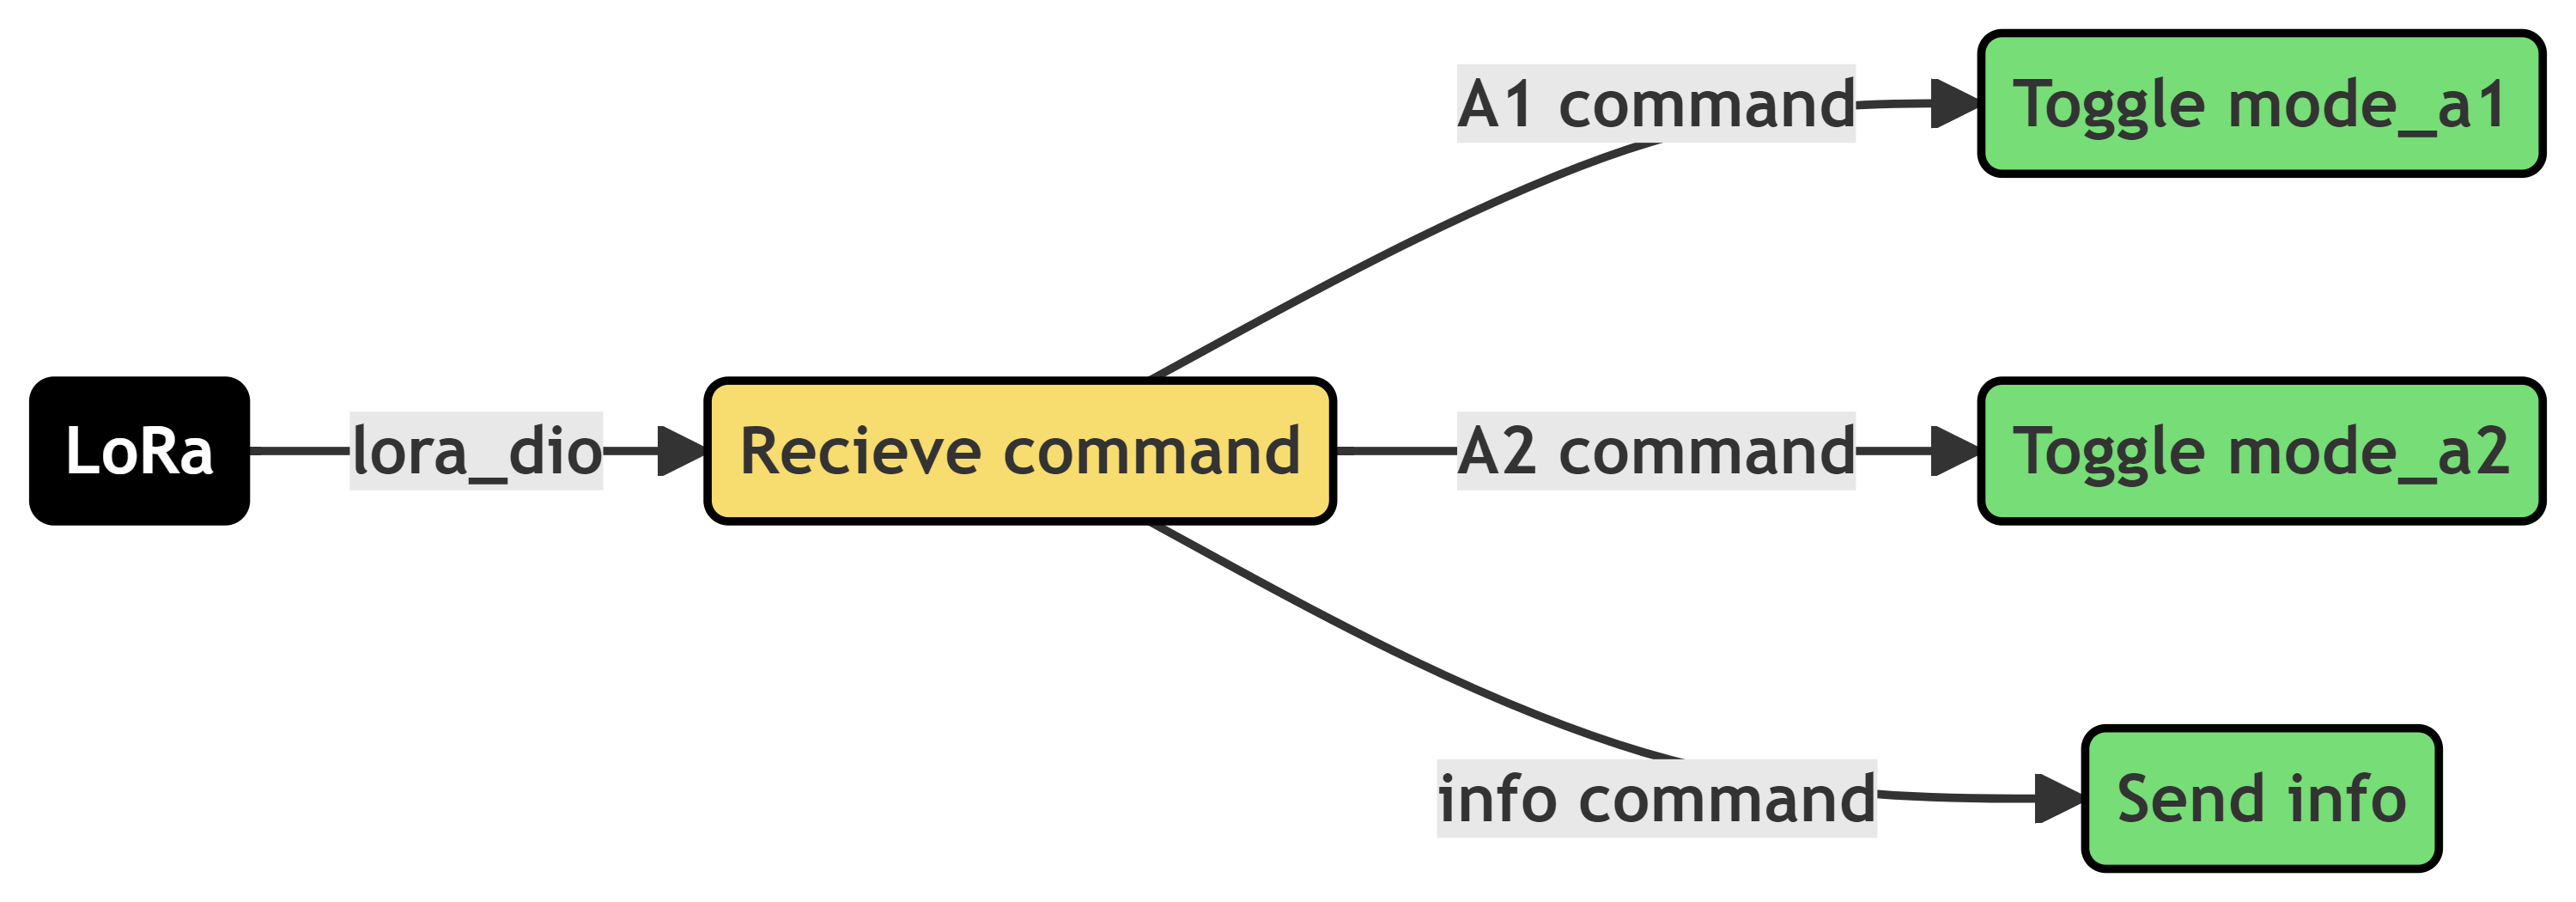 LoRa
lora_dio
Recieve command
A1 command
Toggle mode_a1
A2 command
Toggle mode_a2
info command
Send info